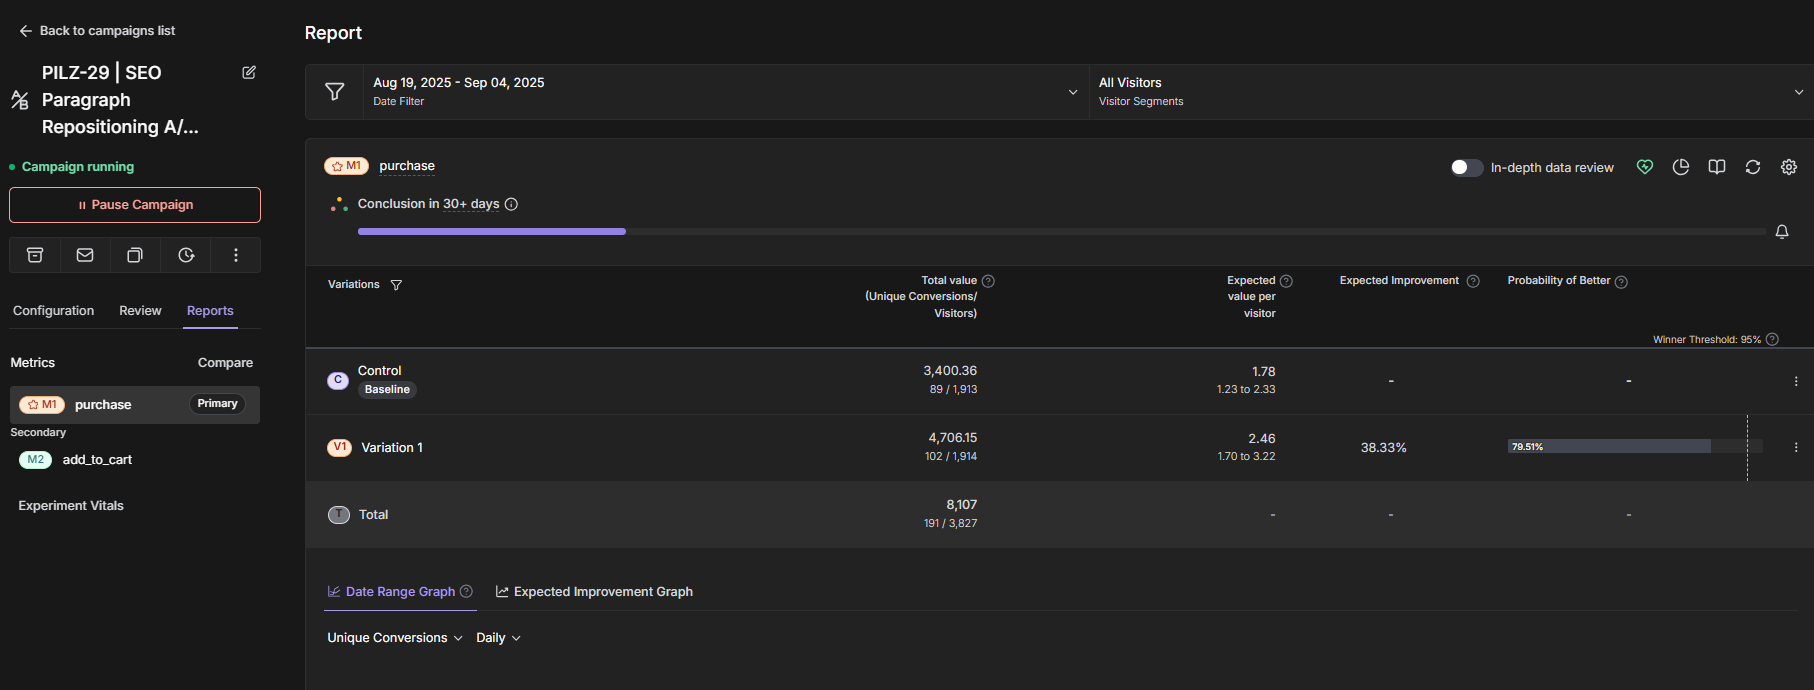 Back to campaigns list
PILZ-29 | SEO
Paragraph
Repositioning A/...
Campaign running
Pause Campaign
Configuration
Review
Reports
Metrics
Compare
M1
purchase
Primary
Secondary
M2
add_to_cart
Experiment Vitals
Report
Aug 19, 2025 - Sep 04, 2025
Date Filter
All Visitors
Visitor Segments
M1
purchase
In-depth data review
Conclusion in 30+ days
Variations
Total value
(Unique Conversions/
Visitors)
Expected
value per
visitor
Expected Improvement
Probability of Better
Winner Threshold: 95%
C
Control
Baseline
3,400.36
89 / 1,913
1.78
1.23 to 2.33
-
-
V1
Variation 1
4,706.15
102 / 1,914
2.46
1.70 to 3.22
38.33%
79.51%
T
Total
8,107
191 / 3,827
-
-
-
Date Range Graph
Expected Improvement Graph
Unique Conversions
Daily